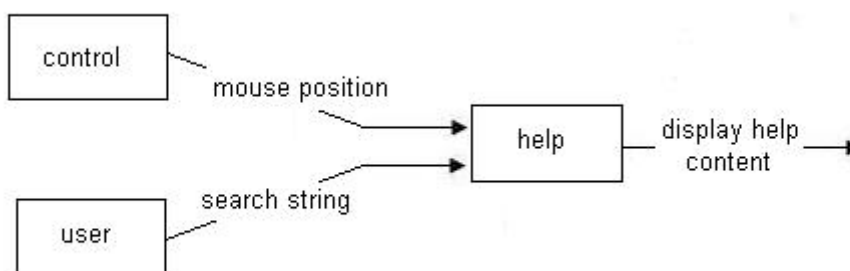 control
mouse position
help
display help
content
search string
user